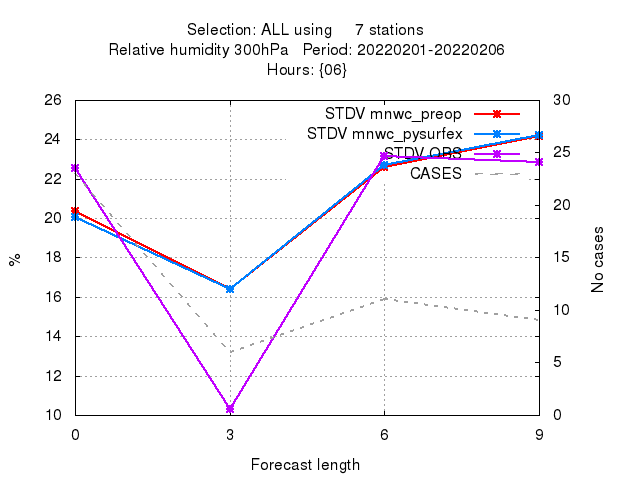 Selection: ALL using 7 stations
Relative humidity 300hPa Period: 20220201-20220206
Hours: {06}
STDV mnwc_preop
STDV mnwc_pysurfex
STDV OBS
CASES
26
24
22
20
18
16
14
12
10
%
30
25
20
15
10
5
0
No cases
0 3 6 9
Forecast length